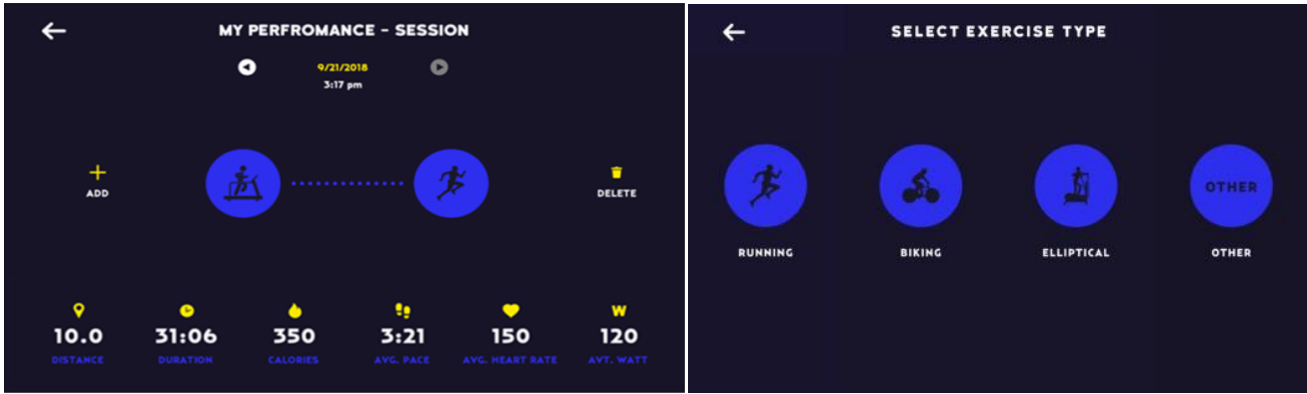 MY PERFROMANCE - SESSION
9/21/2018
3:17 pm
ADD
DELETE
W
10.0 31:06 350 3:21 150 120
DISTANCE DURATION CALORIES AVG. PACE AVG. HEART RATE AVT. WATT
SELECT EXERCISE TYPE
OTHER
RUNNING BIKING ELLIPTICAL OTHER